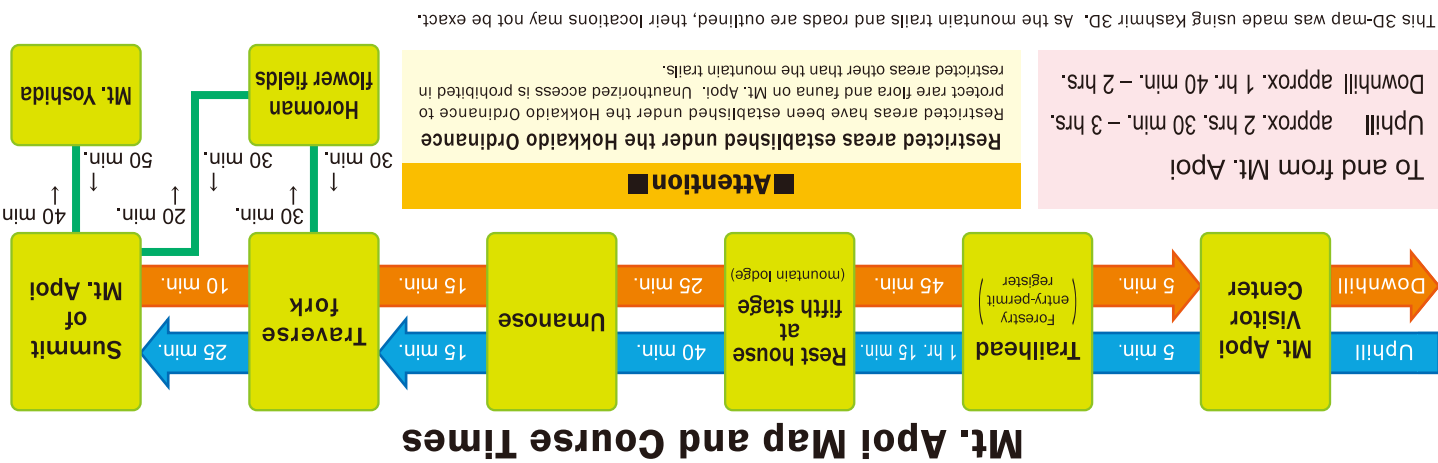 Mt. Apoi Map and Course Times
Uphill
Downhill
Mt. Apoi
Visitor
Center
5 min.
5 min.
Trailhead
(Forestry
entry-permit
register)
1 hr. 15 min.
45 min.
Rest house
at
fifth stage
(mountain lodge)
40 min.
25 min.
Umanose
15 min.
15 min.
Traverse
fork
25 min.
10 min.
Summit
of
Mt. Apoi
30 min.
←
→
30 min.
20 min.
←
→
30 min.
40 min
←
→
50 min.
Horoman
flower fields
Mt. Yoshida
To and from Mt. Apoi
Uphill approx. 2 hrs. 30 min. – 3 hrs.
Downhill approx. 1 hr. 40 min. – 2 hrs.
■Attention■
Restricted areas established under the Hokkaido Ordinance
Restricted areas have been established under the Hokkaido Ordinance to
protect rare flora and fauna on Mt. Apoi. Unauthorized access is prohibited in
restricted areas other than the mountain trails.
This 3D-map was made using Kashmir 3D. As the mountain trails and roads are outlined, their locations may not be exact.